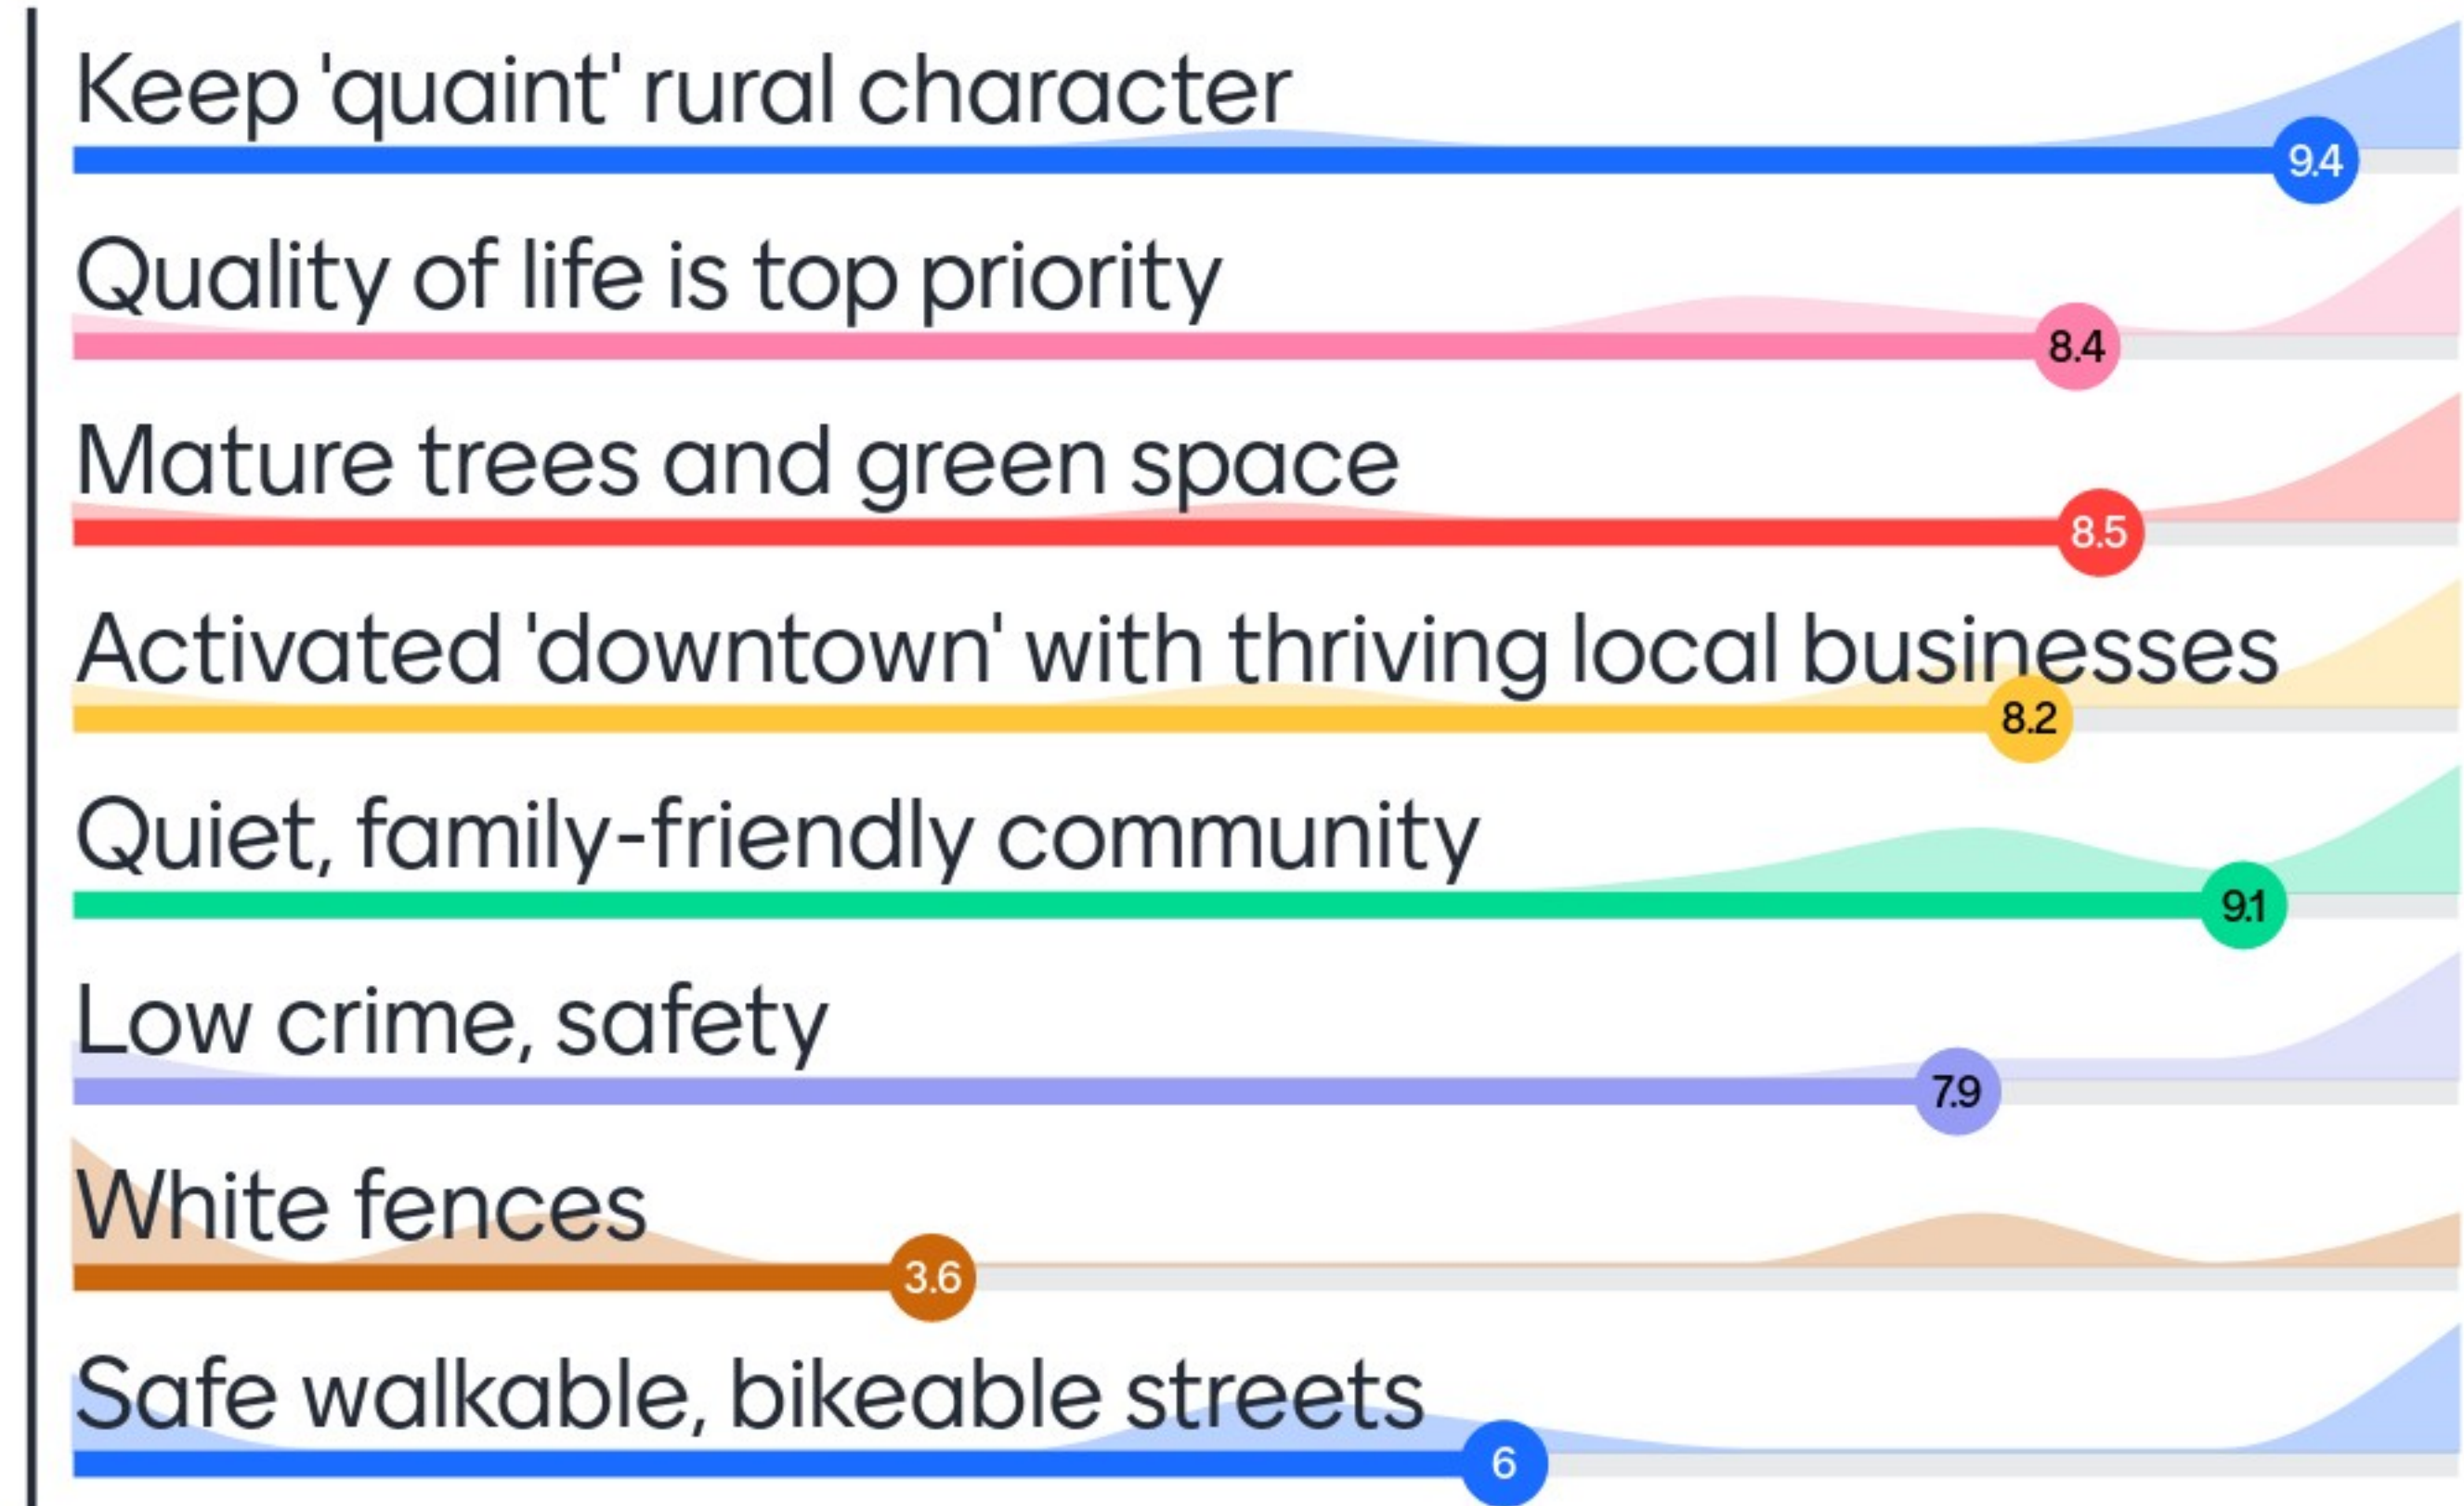 Keep 'quaint' rural character
9.4
Quality of life is top priority
8.4
Mature trees and green space
8.5
Activated 'downtown' with thriving local businesses
8.2
Quiet, family-friendly community
9.1
Low crime, safety
7.9
White fences
3.6
Safe walkable, bikeable streets
6